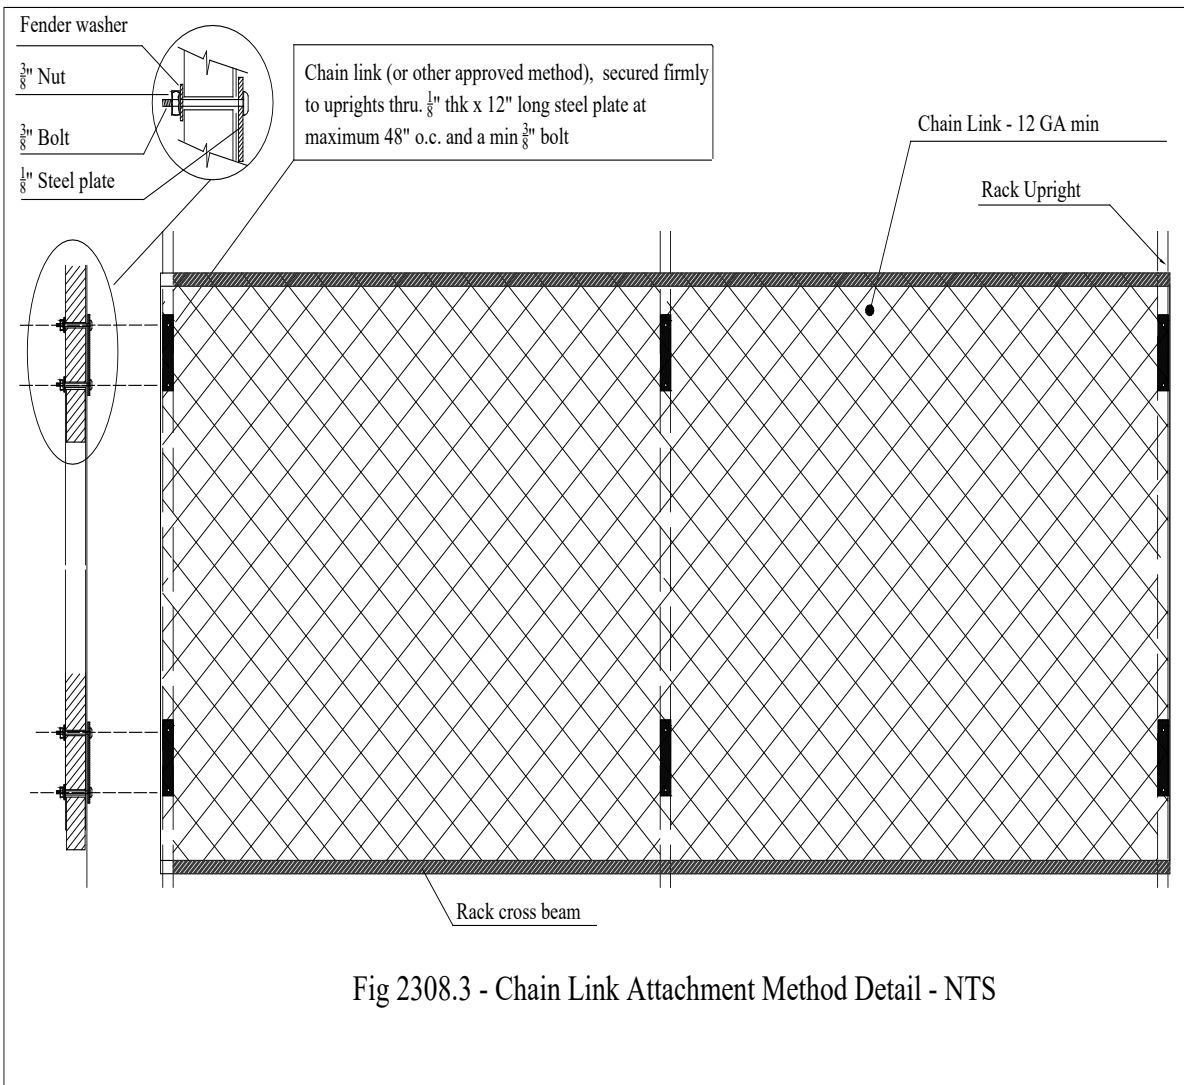 Fender washer
3/8" Nut
3/8" Bolt
1/8" Steel plate
Chain link (or other approved method), secured firmly
to uprights thru. 1/8" thk x 12" long steel plate at
maximum 48" o.c. and a min 3/8" bolt
Chain Link - 12 GA min
Rack Upright
Rack cross beam
Fig 2308.3 - Chain Link Attachment Method Detail - NTS